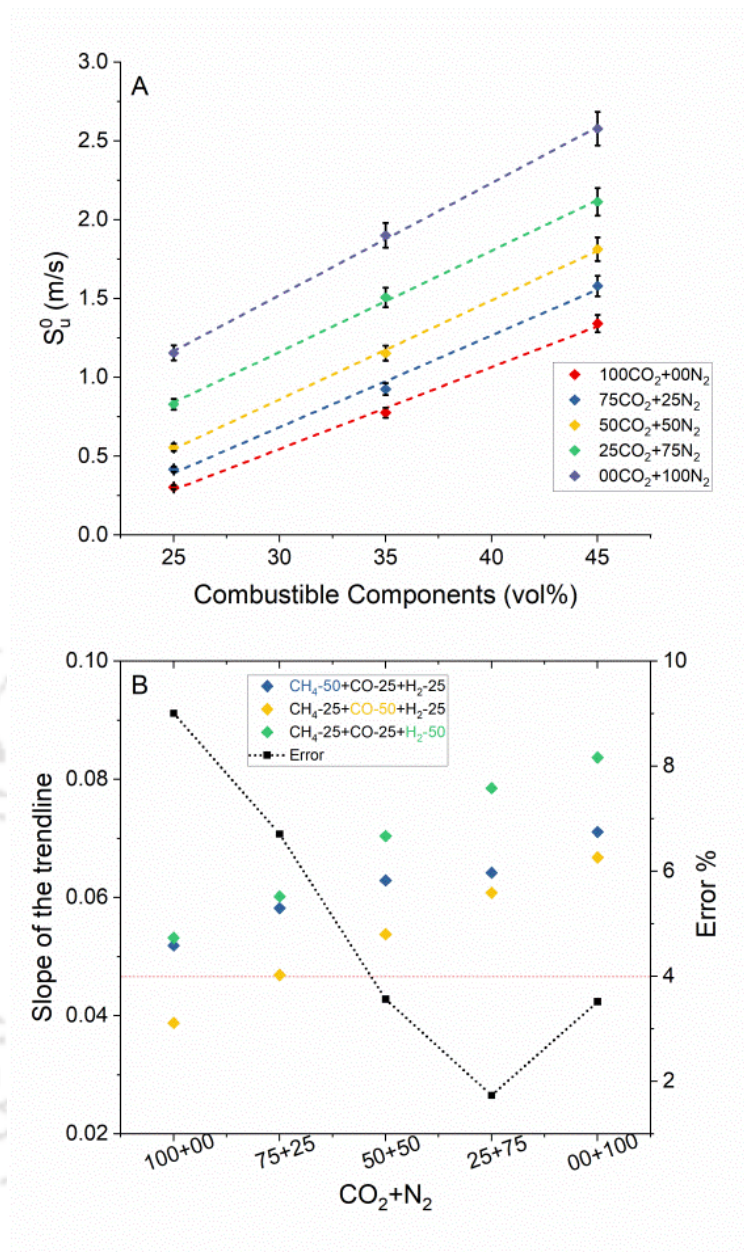 A
3.0
2.5
2.0
1.5
1.0
0.5
0.0
S⁰ᵤ (m/s)
100CO₂+00N₂
75CO₂+25N₂
50CO₂+50N₂
25CO₂+75N₂
00CO₂+100N₂
25 30 35 40 45
Combustible Components (vol%)
B
0.10
0.08
0.06
0.04
0.02
Slope of the trendline
CH₄-50+CO-25+H₂-25
CH₄-25+CO-50+H₂-25
CH₄-25+CO-25+H₂-50
Error
10
8
6
4
2
Error %
100+00 75+25 50+50 25+75 00+100
CO₂+N₂